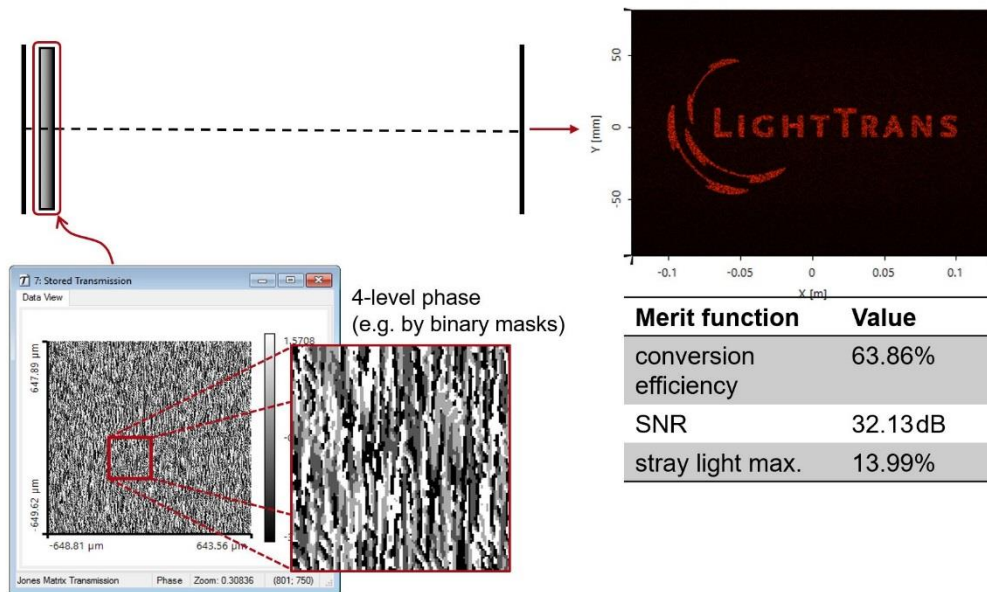 50
0
-50
Y [mm]
LIGHTTRANS
-0.1
-0.05
0
0.05
0.1
X [m]
7: Stored Transmission
Data View
647.89 µm
-649.62 µm
-648.81 µm
643.56 µm
1.5708
Jones Matrix Transmission
Phase
Zoom: 0.30836
(801; 750)
4-level phase
(e.g. by binary masks)
Merit function Value
conversion 63.86%
efficiency
SNR 32.13dB
stray light max. 13.99%